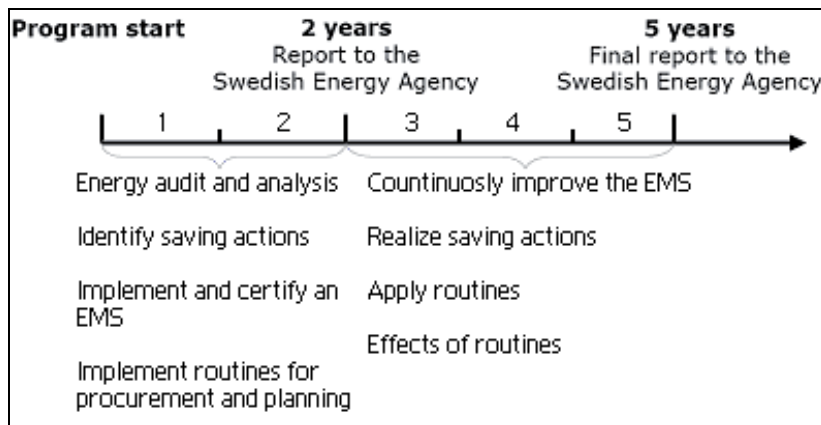 Program start 2 years 5 years
Report to the Final report to the
Swedish Energy Agency Swedish Energy Agency
1 2 3 4 5
Energy audit and analysis
Identify saving actions
Implement and certify an
EMS
Implement routines for
procurement and planning
Countinuosly improve the EMS
Realize saving actions
Apply routines
Effects of routines